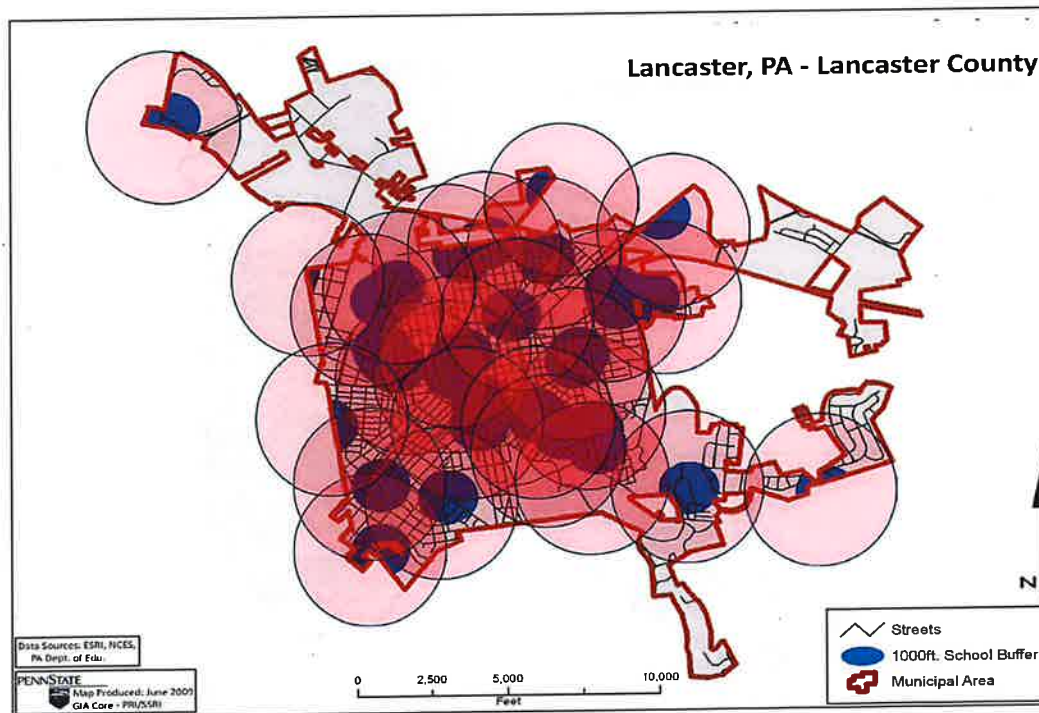 Lancaster, PA - Lancaster County
N
Data Sources: ESRI, NCES,
PA Dept. of Edu.
PENNSTATE
Map Produced: June 2009
GIA Core - PRI/SSRI
0 2,500 5,000 10,000
Feet
Streets
1000ft. School Buffer
Municipal Area